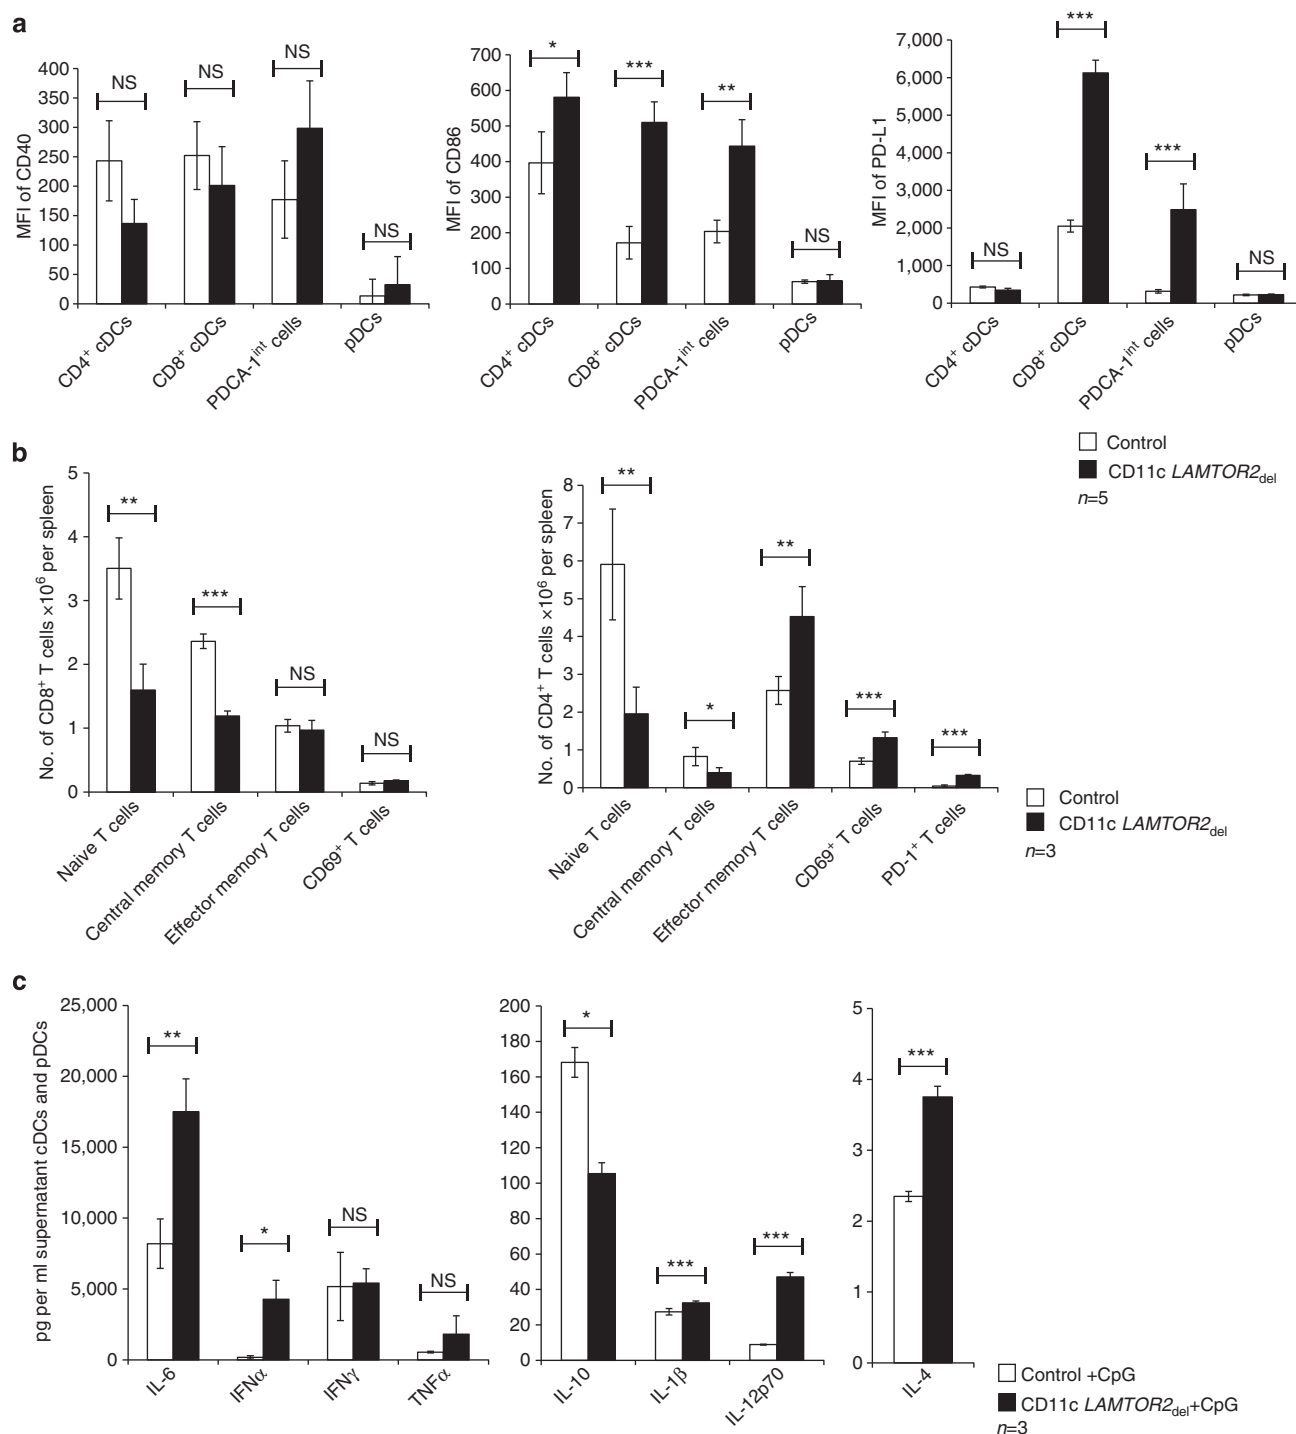 a
MFI of CD40
400
350
300
250
200
150
100
50
0
NS
NS
NS
NS
CD4⁺ cDCs
CD8⁺ cDCs
PDCA-1ⁱⁿᵗ cells
pDCs
MFI of CD86
700
600
500
400
300
200
100
0
*
***
**
NS
CD4⁺ cDCs
CD8⁺ cDCs
PDCA-1ⁱⁿᵗ cells
pDCs
MFI of PD-L1
7,000
6,000
5,000
4,000
3,000
2,000
1,000
0
NS
***
***
NS
CD4⁺ cDCs
CD8⁺ cDCs
PDCA-1ⁱⁿᵗ cells
pDCs
Control
CD11c LAMTOR2del
n=5
b
No. of CD8⁺ T cells ×10⁶ per spleen
5
4
3
2
1
0
**
***
NS
NS
Naive T cells
Central memory T cells
Effector memory T cells
CD69⁺ T cells
No. of CD4⁺ T cells ×10⁶ per spleen
8
7
6
5
4
3
2
1
0
**
*
**
***
***
Naive T cells
Central memory T cells
Effector memory T cells
CD69⁺ T cells
PD-1⁺ T cells
Control
CD11c LAMTOR2del
n=3
c
pg per ml supernatant cDCs and pDCs
25,000
20,000
15,000
10,000
5,000
0
**
*
NS
NS
IL-6
IFNα
IFNγ
TNFα
200
180
160
140
120
100
80
60
40
20
0
*
***
***
IL-10
IL-1β
IL-12p70
5
4
3
2
1
0
***
IL-4
Control +CpG
CD11c LAMTOR2del+CpG
n=3